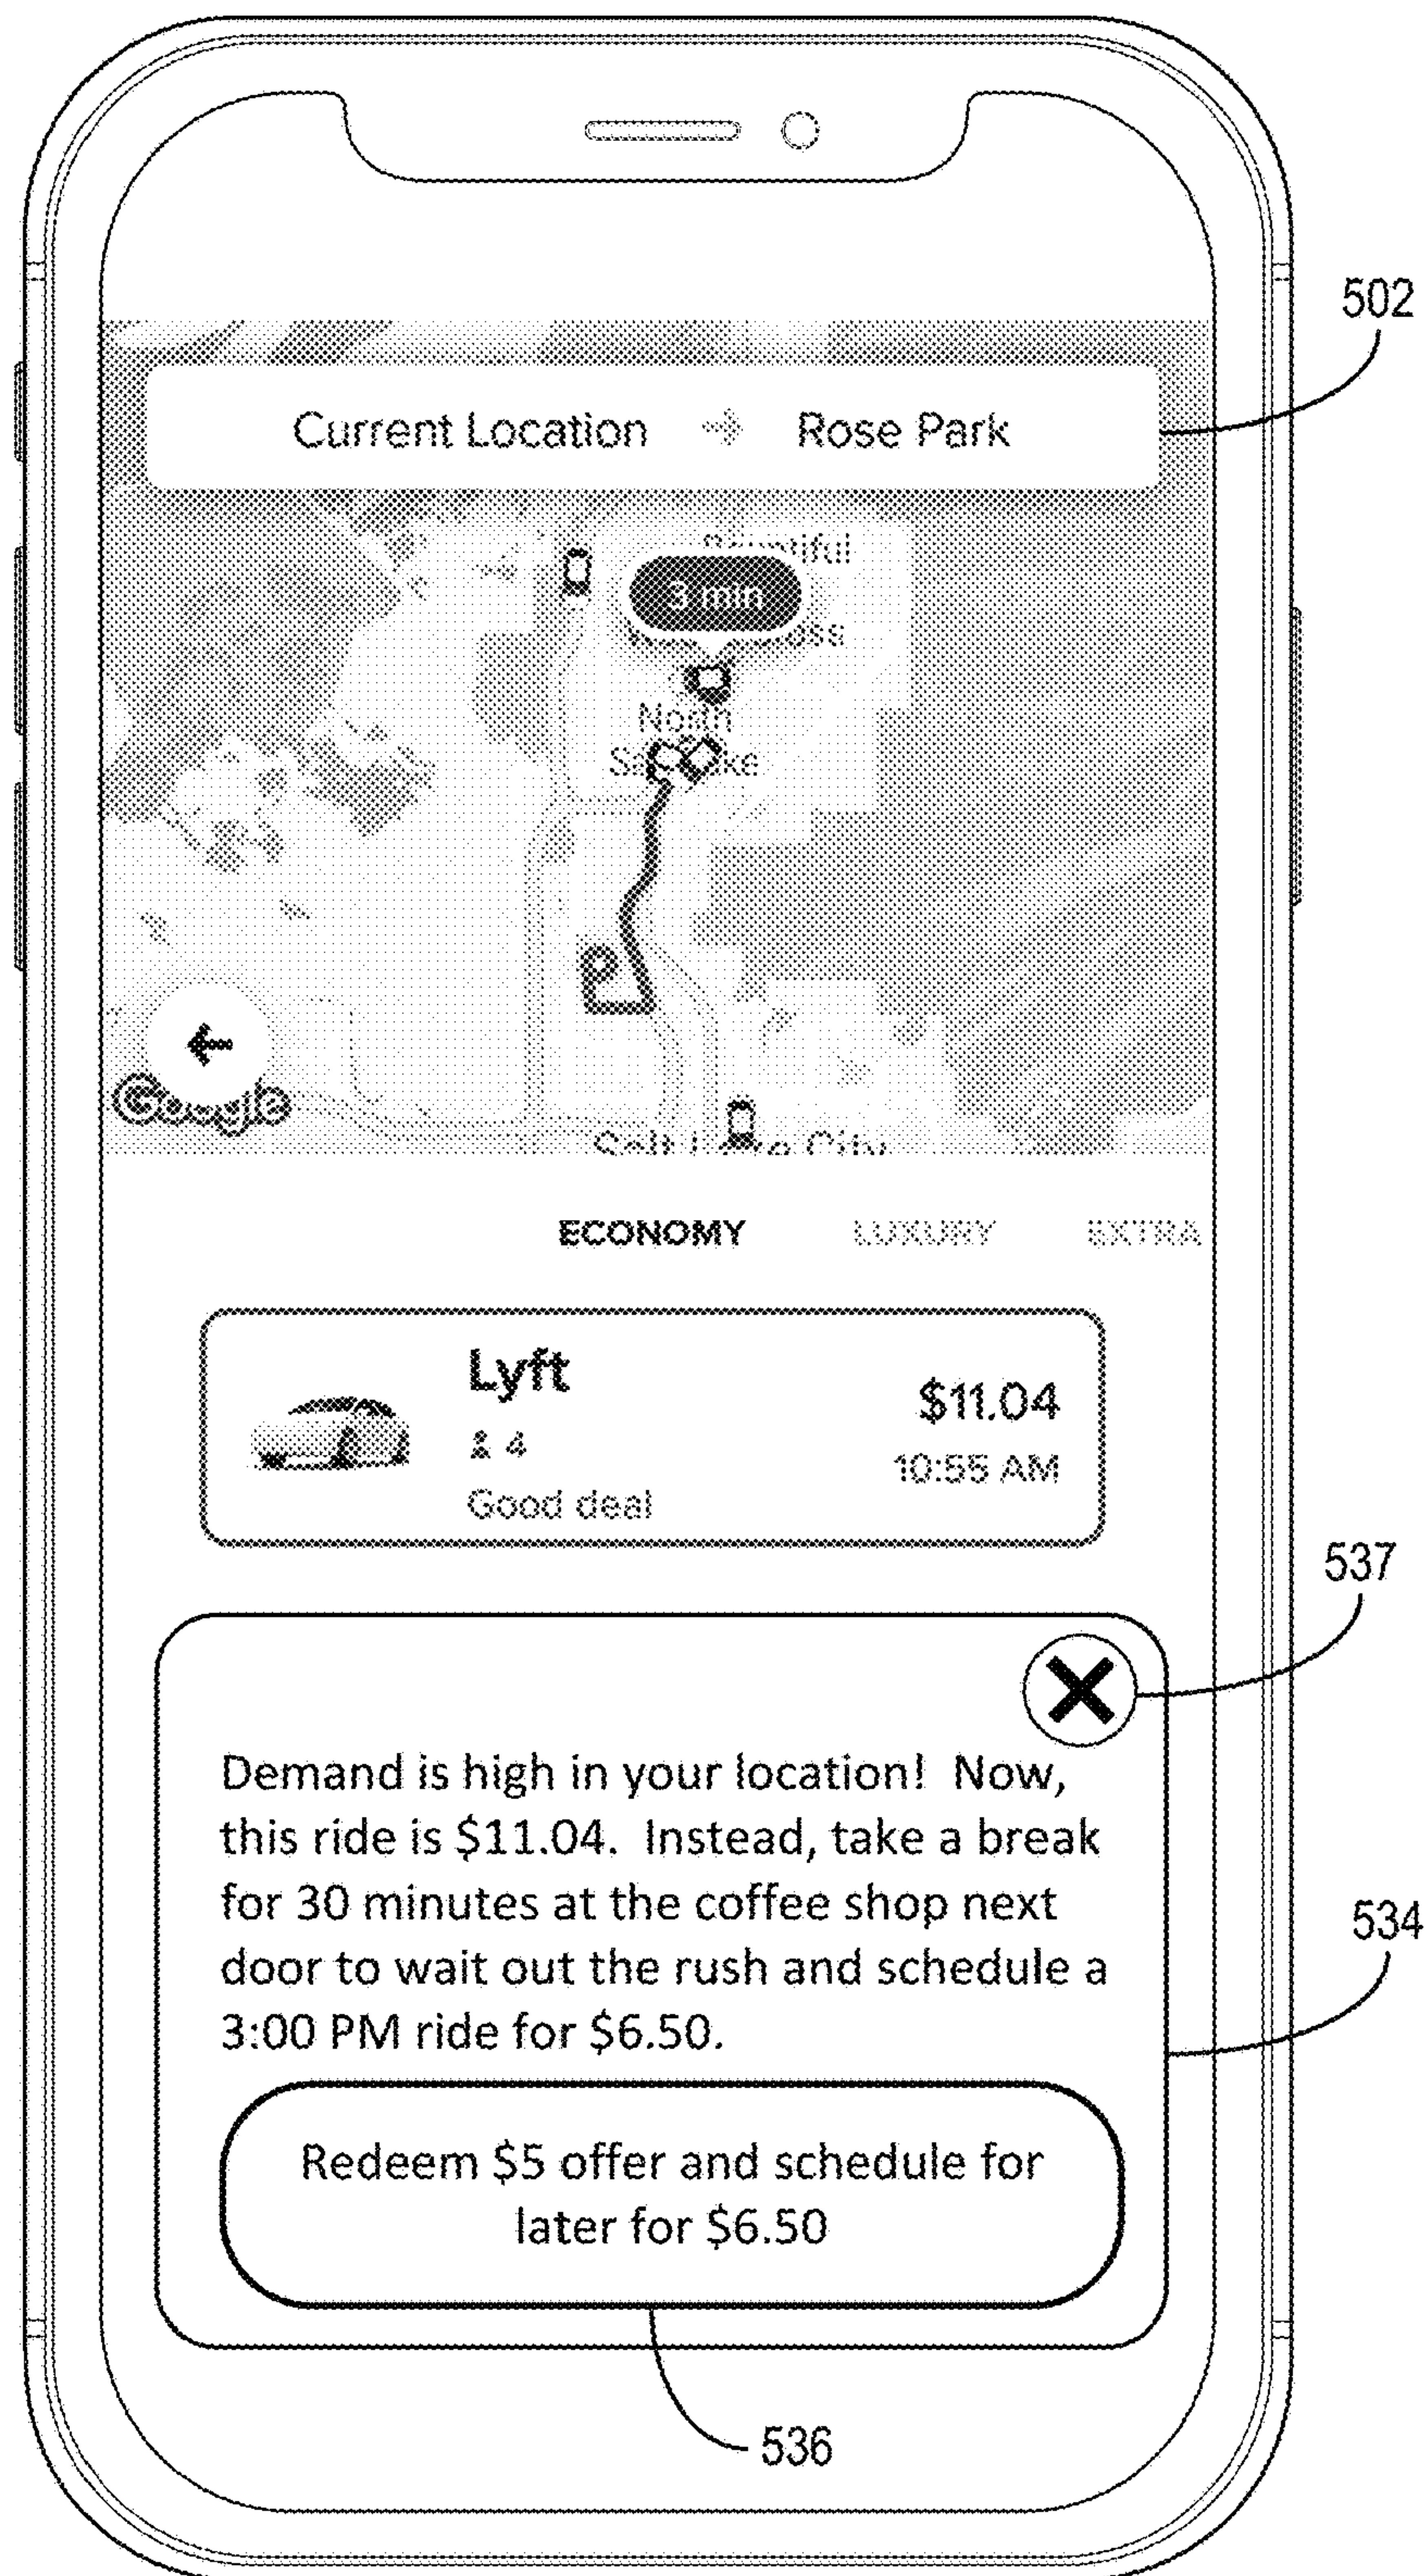 502
Current Location → Rose Park
3 min
North
Google
ECONOMY LUXURY EXTRA
Lyft
4
Good deal
$11.04
10:55 AM
537
Demand is high in your location! Now,
this ride is $11.04. Instead, take a break
for 30 minutes at the coffee shop next
door to wait out the rush and schedule a
3:00 PM ride for $6.50.
534
Redeem $5 offer and schedule for
later for $6.50
536